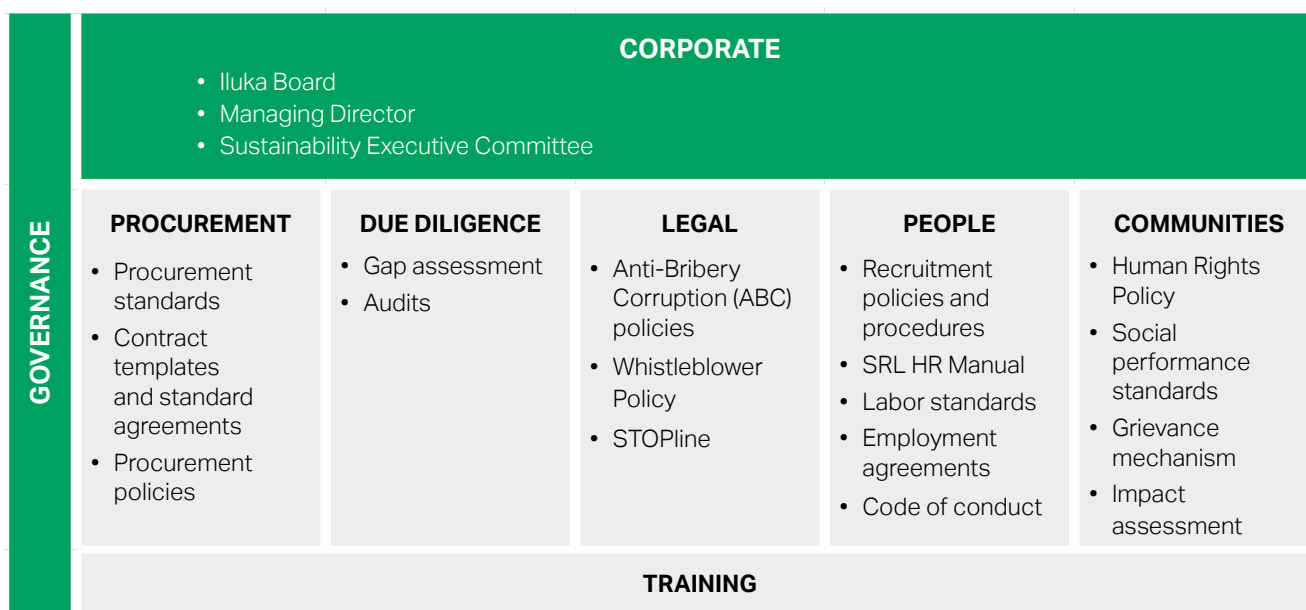 GOVERNANCE
CORPORATE
• Iluka Board
• Managing Director
• Sustainability Executive Committee
PROCUREMENT
• Procurement
standards
• Contract
templates
and standard
agreements
• Procurement
policies
DUE DILIGENCE
• Gap assessment
• Audits
LEGAL
• Anti-Bribery
Corruption (ABC)
policies
• Whistleblower
Policy
• STOPline
PEOPLE
• Recruitment
policies and
procedures
• SRL HR Manual
• Labor standards
• Employment
agreements
• Code of conduct
COMMUNITIES
• Human Rights
Policy
• Social
performance
standards
• Grievance
mechanism
• Impact
assessment
TRAINING